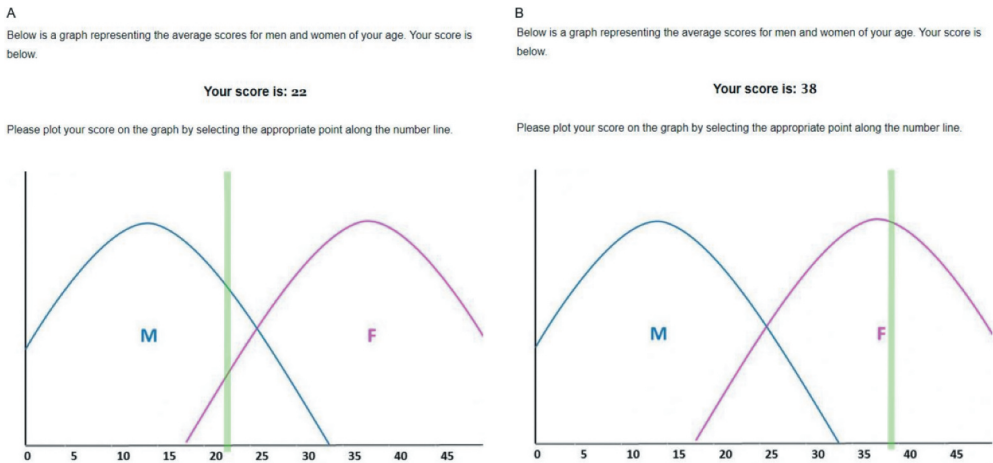 A
Below is a graph representing the average scores for men and women of your age. Your score is
below.
Your score is: 22
Please plot your score on the graph by selecting the appropriate point along the number line.
M
F
0 5 10 15 20 25 30 35 40 45
B
Below is a graph representing the average scores for men and women of your age. Your score is
below.
Your score is: 38
Please plot your score on the graph by selecting the appropriate point along the number line.
M
F
0 5 10 15 20 25 30 35 40 45